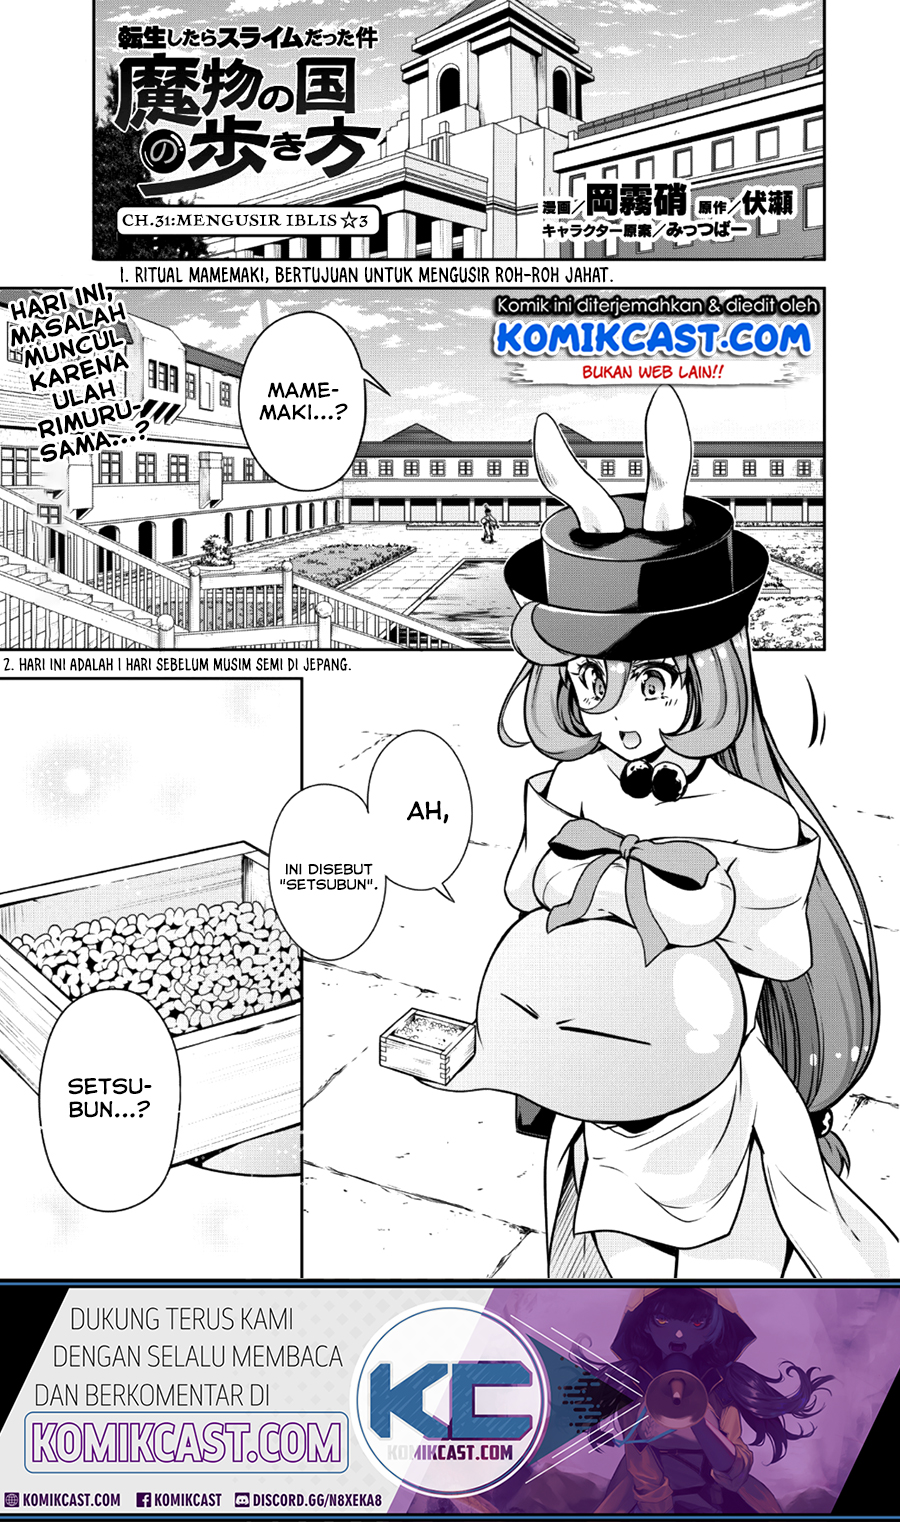 転生したらスライムだった件
魔物の国
の歩き方
CH.31:MENGUSIR IBLIS ☆3
漫画／岡霧硝 原作／伏瀬
キャラクター原案／みっつばー
1. RITUAL MAMEMAKI, BERTUJUAN UNTUK MENGUSIR ROH-ROH JAHAT.
HARI INI,
MASALAH
MUNCUL
KARENA
ULAH
RIMURU-
SAMA...?
MAME-
MAKI...?
Komik ini diterjemahkan & diedit oleh
KOMIKCAST.COM
BUKAN WEB LAIN!!
2. HARI INI ADALAH 1 HARI SEBELUM MUSIM SEMI DI JEPANG.
AH,
INI DISEBUT
"SETSUBUN".
SETSU-
BUN...?
DUKUNG TERUS KAMI
DENGAN SELALU MEMBACA
DAN BERKOMENTAR DI
KOMIKCAST.COM
KC
KOMIKCAST.COM
KOMIKCAST.COM KOMIKCAST DISCORD.GG/N8XEKA8